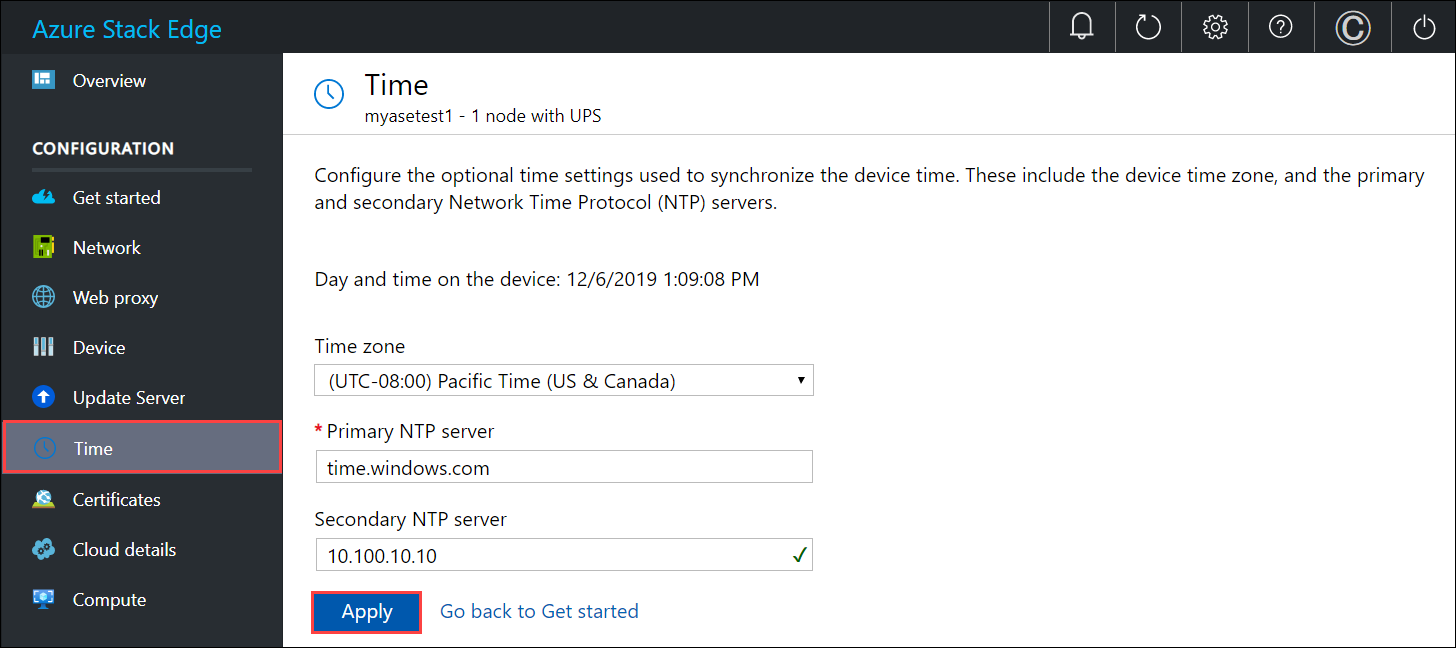 Azure Stack Edge
Overview
CONFIGURATION
Get started
Network
Web proxy
Device
Update Server
Time
Certificates
Cloud details
Compute
Time
myasetest1 - 1 node with UPS
Configure the optional time settings used to synchronize the device time. These include the device time zone, and the primary
and secondary Network Time Protocol (NTP) servers.
Day and time on the device: 12/6/2019 1:09:08 PM
Time zone
(UTC-08:00) Pacific Time (US & Canada)
* Primary NTP server
time.windows.com
Secondary NTP server
10.100.10.10
Apply Go back to Get started